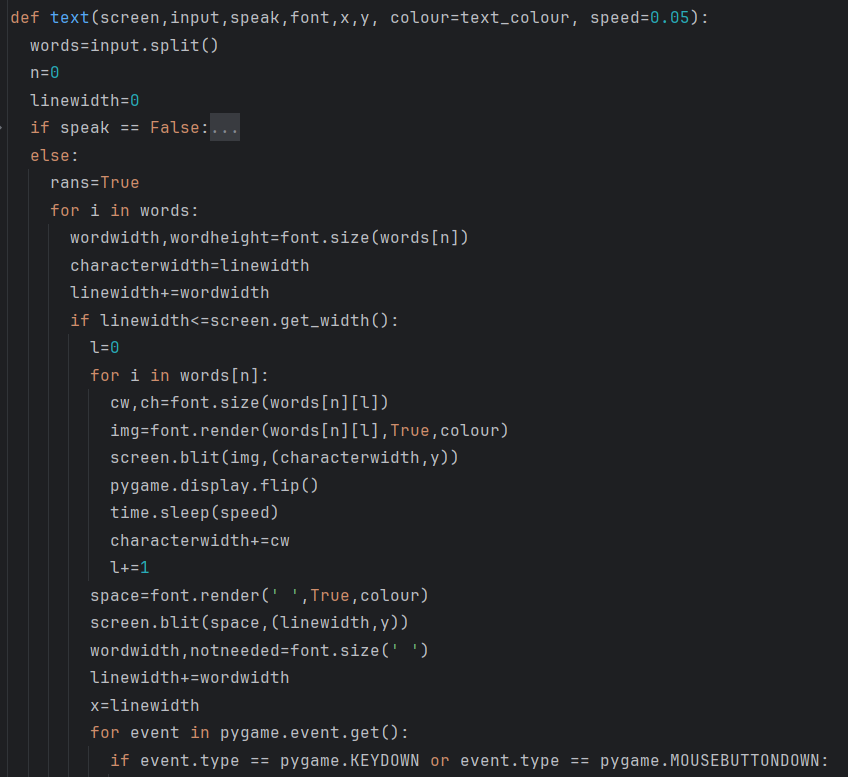 def text(screen,input,speak,font,x,y, colour=text_colour, speed=0.05):
words=input.split()
n=0
linewidth=0
if speak == False:...
else:
rans=True
for i in words:
wordwidth,wordheight=font.size(words[n])
characterwidth=linewidth
linewidth+=wordwidth
if linewidth<=screen.get_width():
l=0
for i in words[n]:
cw,ch=font.size(words[n][l])
img=font.render(words[n][l],True,colour)
screen.blit(img,(characterwidth,y))
pygame.display.flip()
time.sleep(speed)
characterwidth+=cw
l+=1
space=font.render(' ',True,colour)
screen.blit(space,(linewidth,y))
wordwidth,notneeded=font.size(' ')
linewidth+=wordwidth
x=linewidth
for event in pygame.event.get():
if event.type == pygame.KEYDOWN or event.type == pygame.MOUSEBUTTONDOWN: